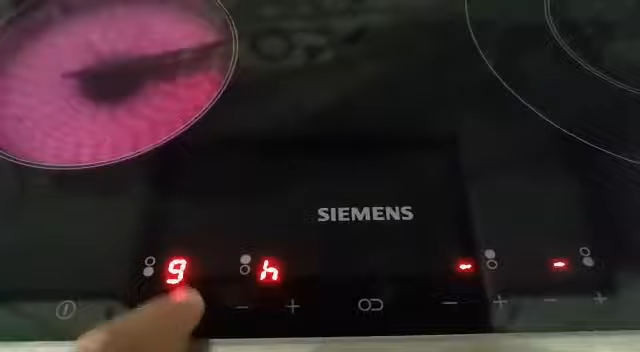 SIEMENS
9 h - -
- + - + - +